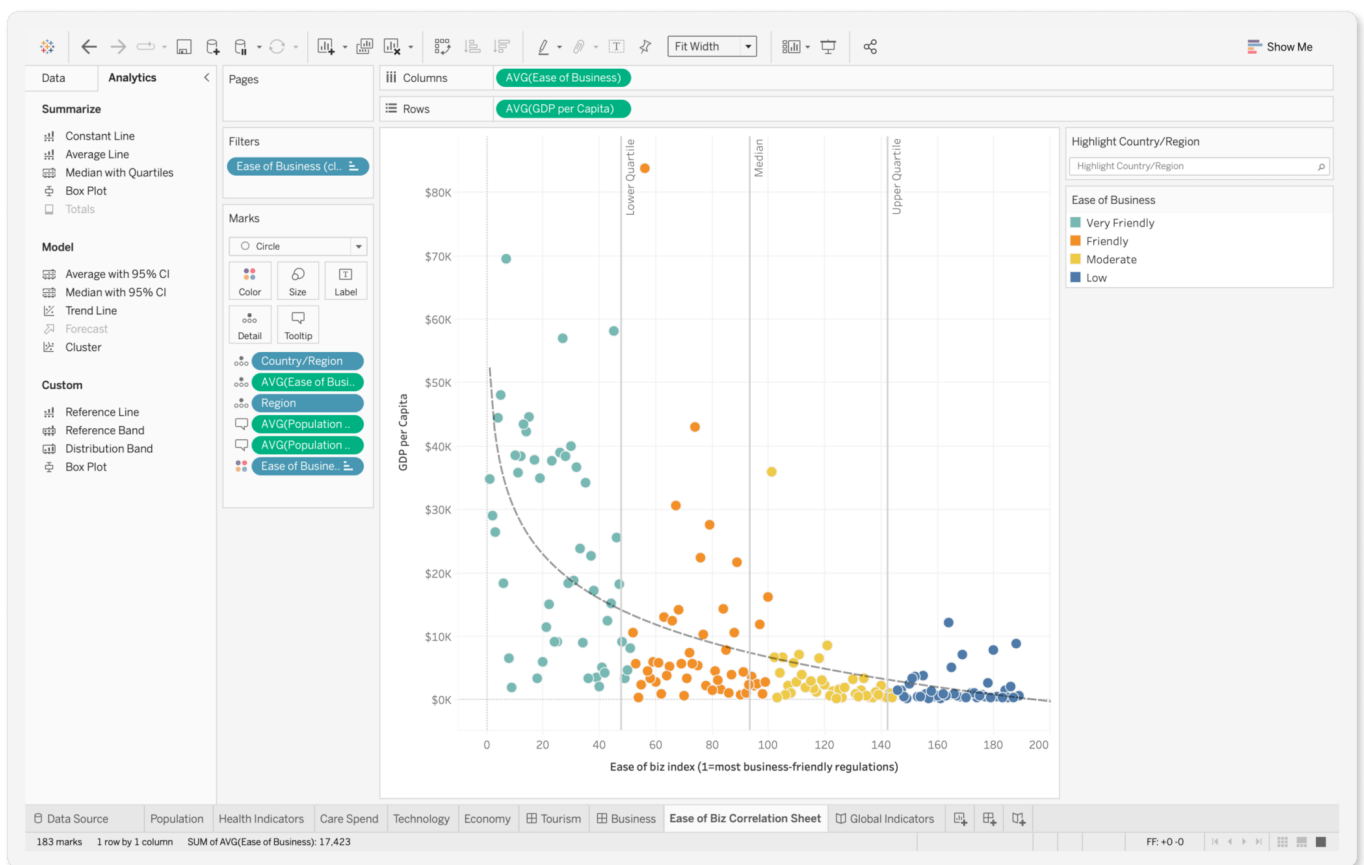 Fit Width
Show Me
Data
Analytics
Pages
Columns
AVG(Ease of Business)
Rows
AVG(GDP per Capita)
Summarize
Constant Line
Average Line
Median with Quartiles
Box Plot
Totals
Model
Average with 95% CI
Median with 95% CI
Trend Line
Forecast
Cluster
Custom
Reference Line
Reference Band
Distribution Band
Box Plot
Filters
Ease of Business (cl..
Marks
Circle
Color
Size
Label
Detail
Tooltip
Country/Region
AVG(Ease of Busi..
Region
AVG(Population ..
AVG(Population ..
Ease of Busine..
Lower Quartile
Median
Upper Quartile
GDP per Capita
$80K
$70K
$60K
$50K
$40K
$30K
$20K
$10K
$0K
0 20 40 60 80 100 120 140 160 180 200
Ease of biz index (1=most business-friendly regulations)
Highlight Country/Region
Highlight Country/Region
Ease of Business
Very Friendly
Friendly
Moderate
Low
Data Source Population Health Indicators Care Spend Technology Economy Tourism Business Ease of Biz Correlation Sheet Global Indicators
183 marks 1 row by 1 column SUM of AVG(Ease of Business): 17,423 FF: +0 -0